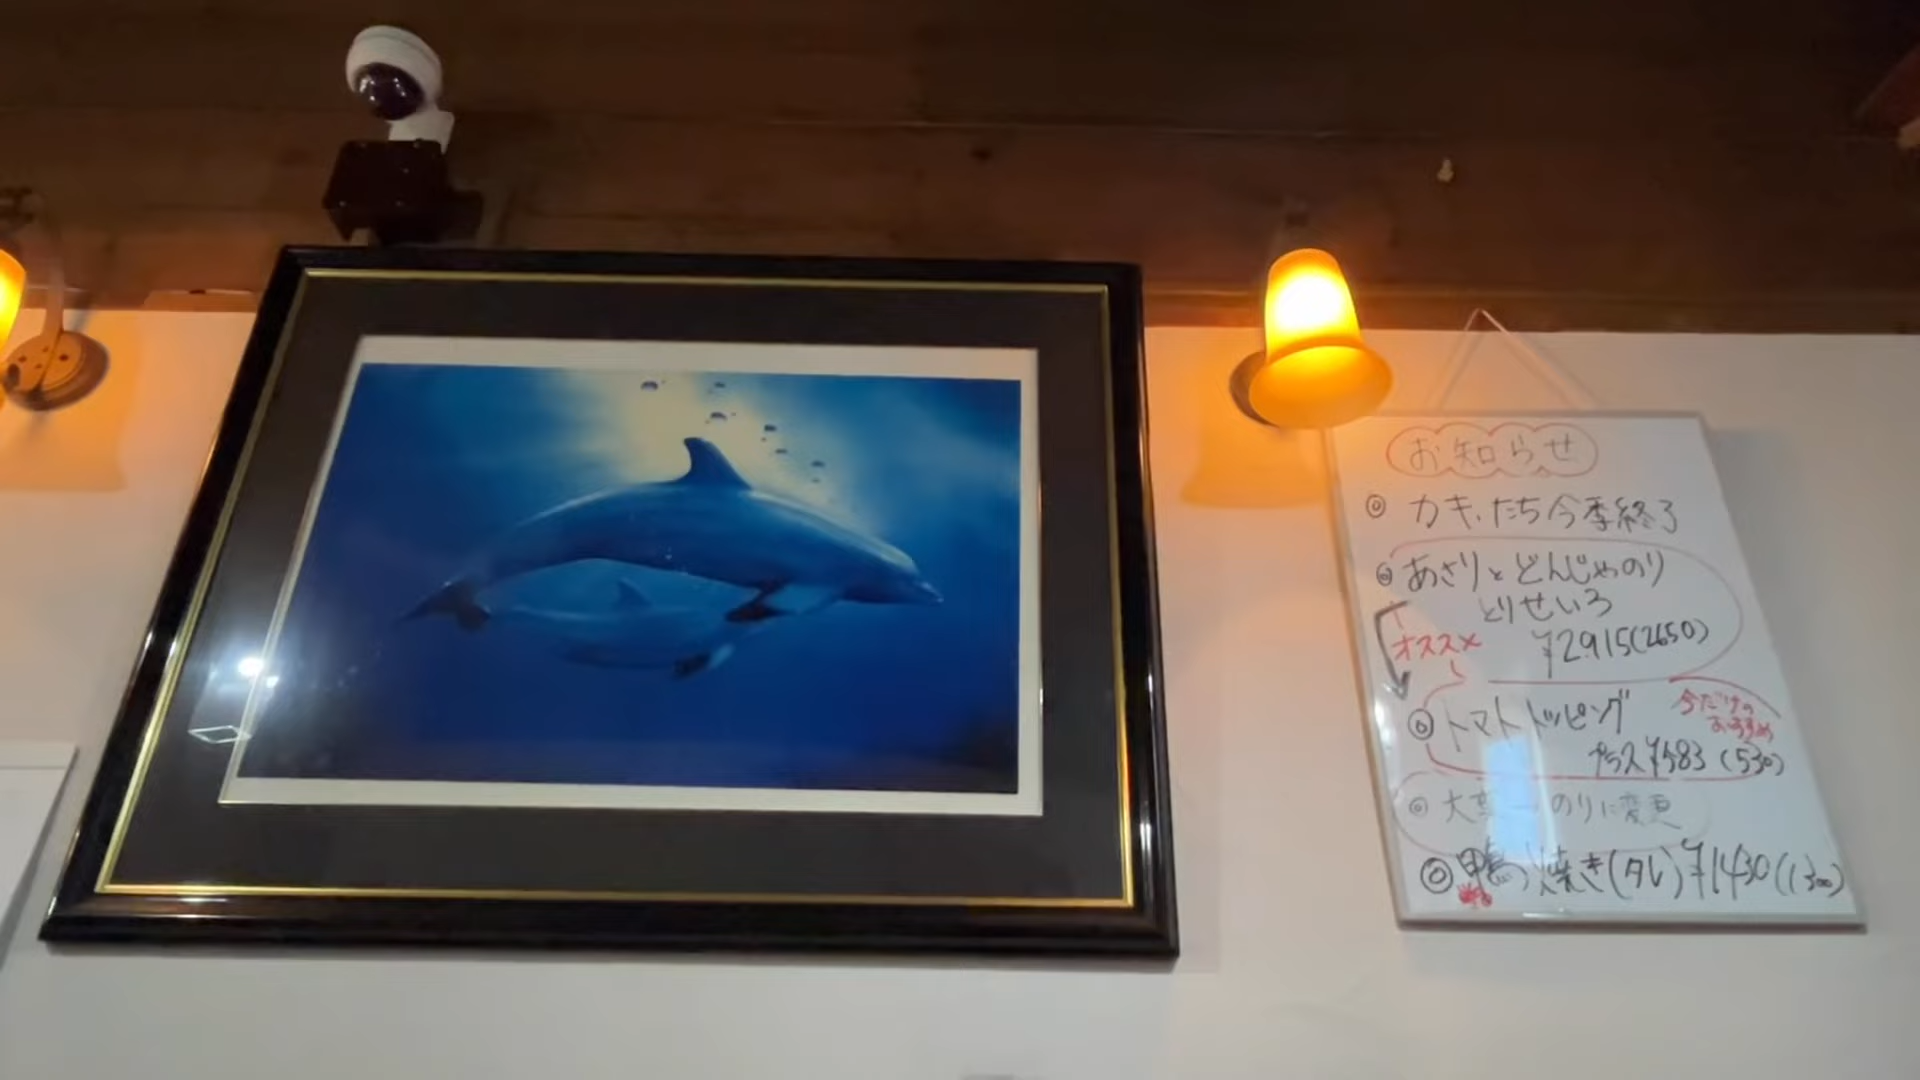 お知らせ
◎ カキ、たち今季終了
◎ あさりとどんじゃのり
とりせいろ
オススメ
¥2915(2650)
◎ トマトトッピング
今だけの
おすすめ
プラス¥583(530)
◎ 大葉 のりに変更
◎ 鴨 焼き(タレ)¥1430(1300)